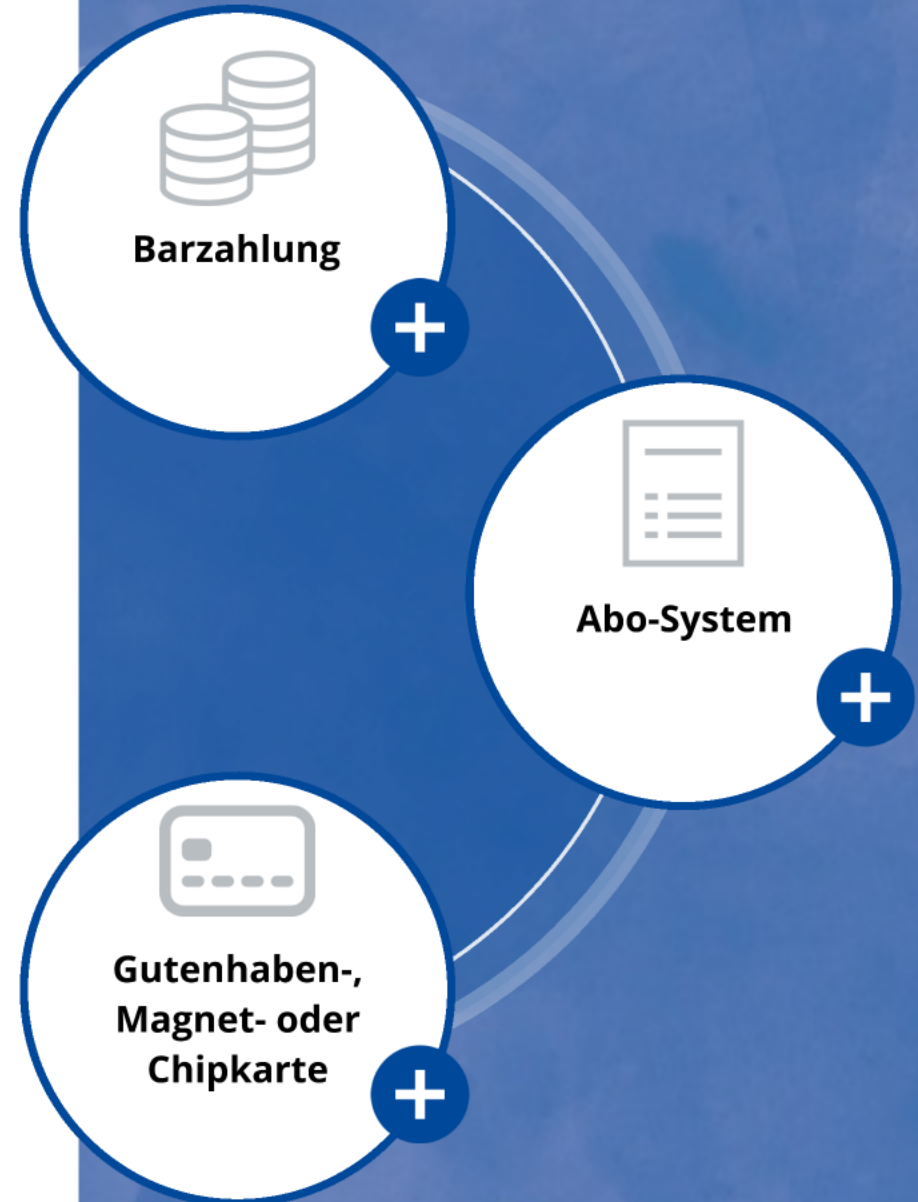 Barzahlung
Abo-System
Gutenhaben-,
Magnet- oder
Chipkarte